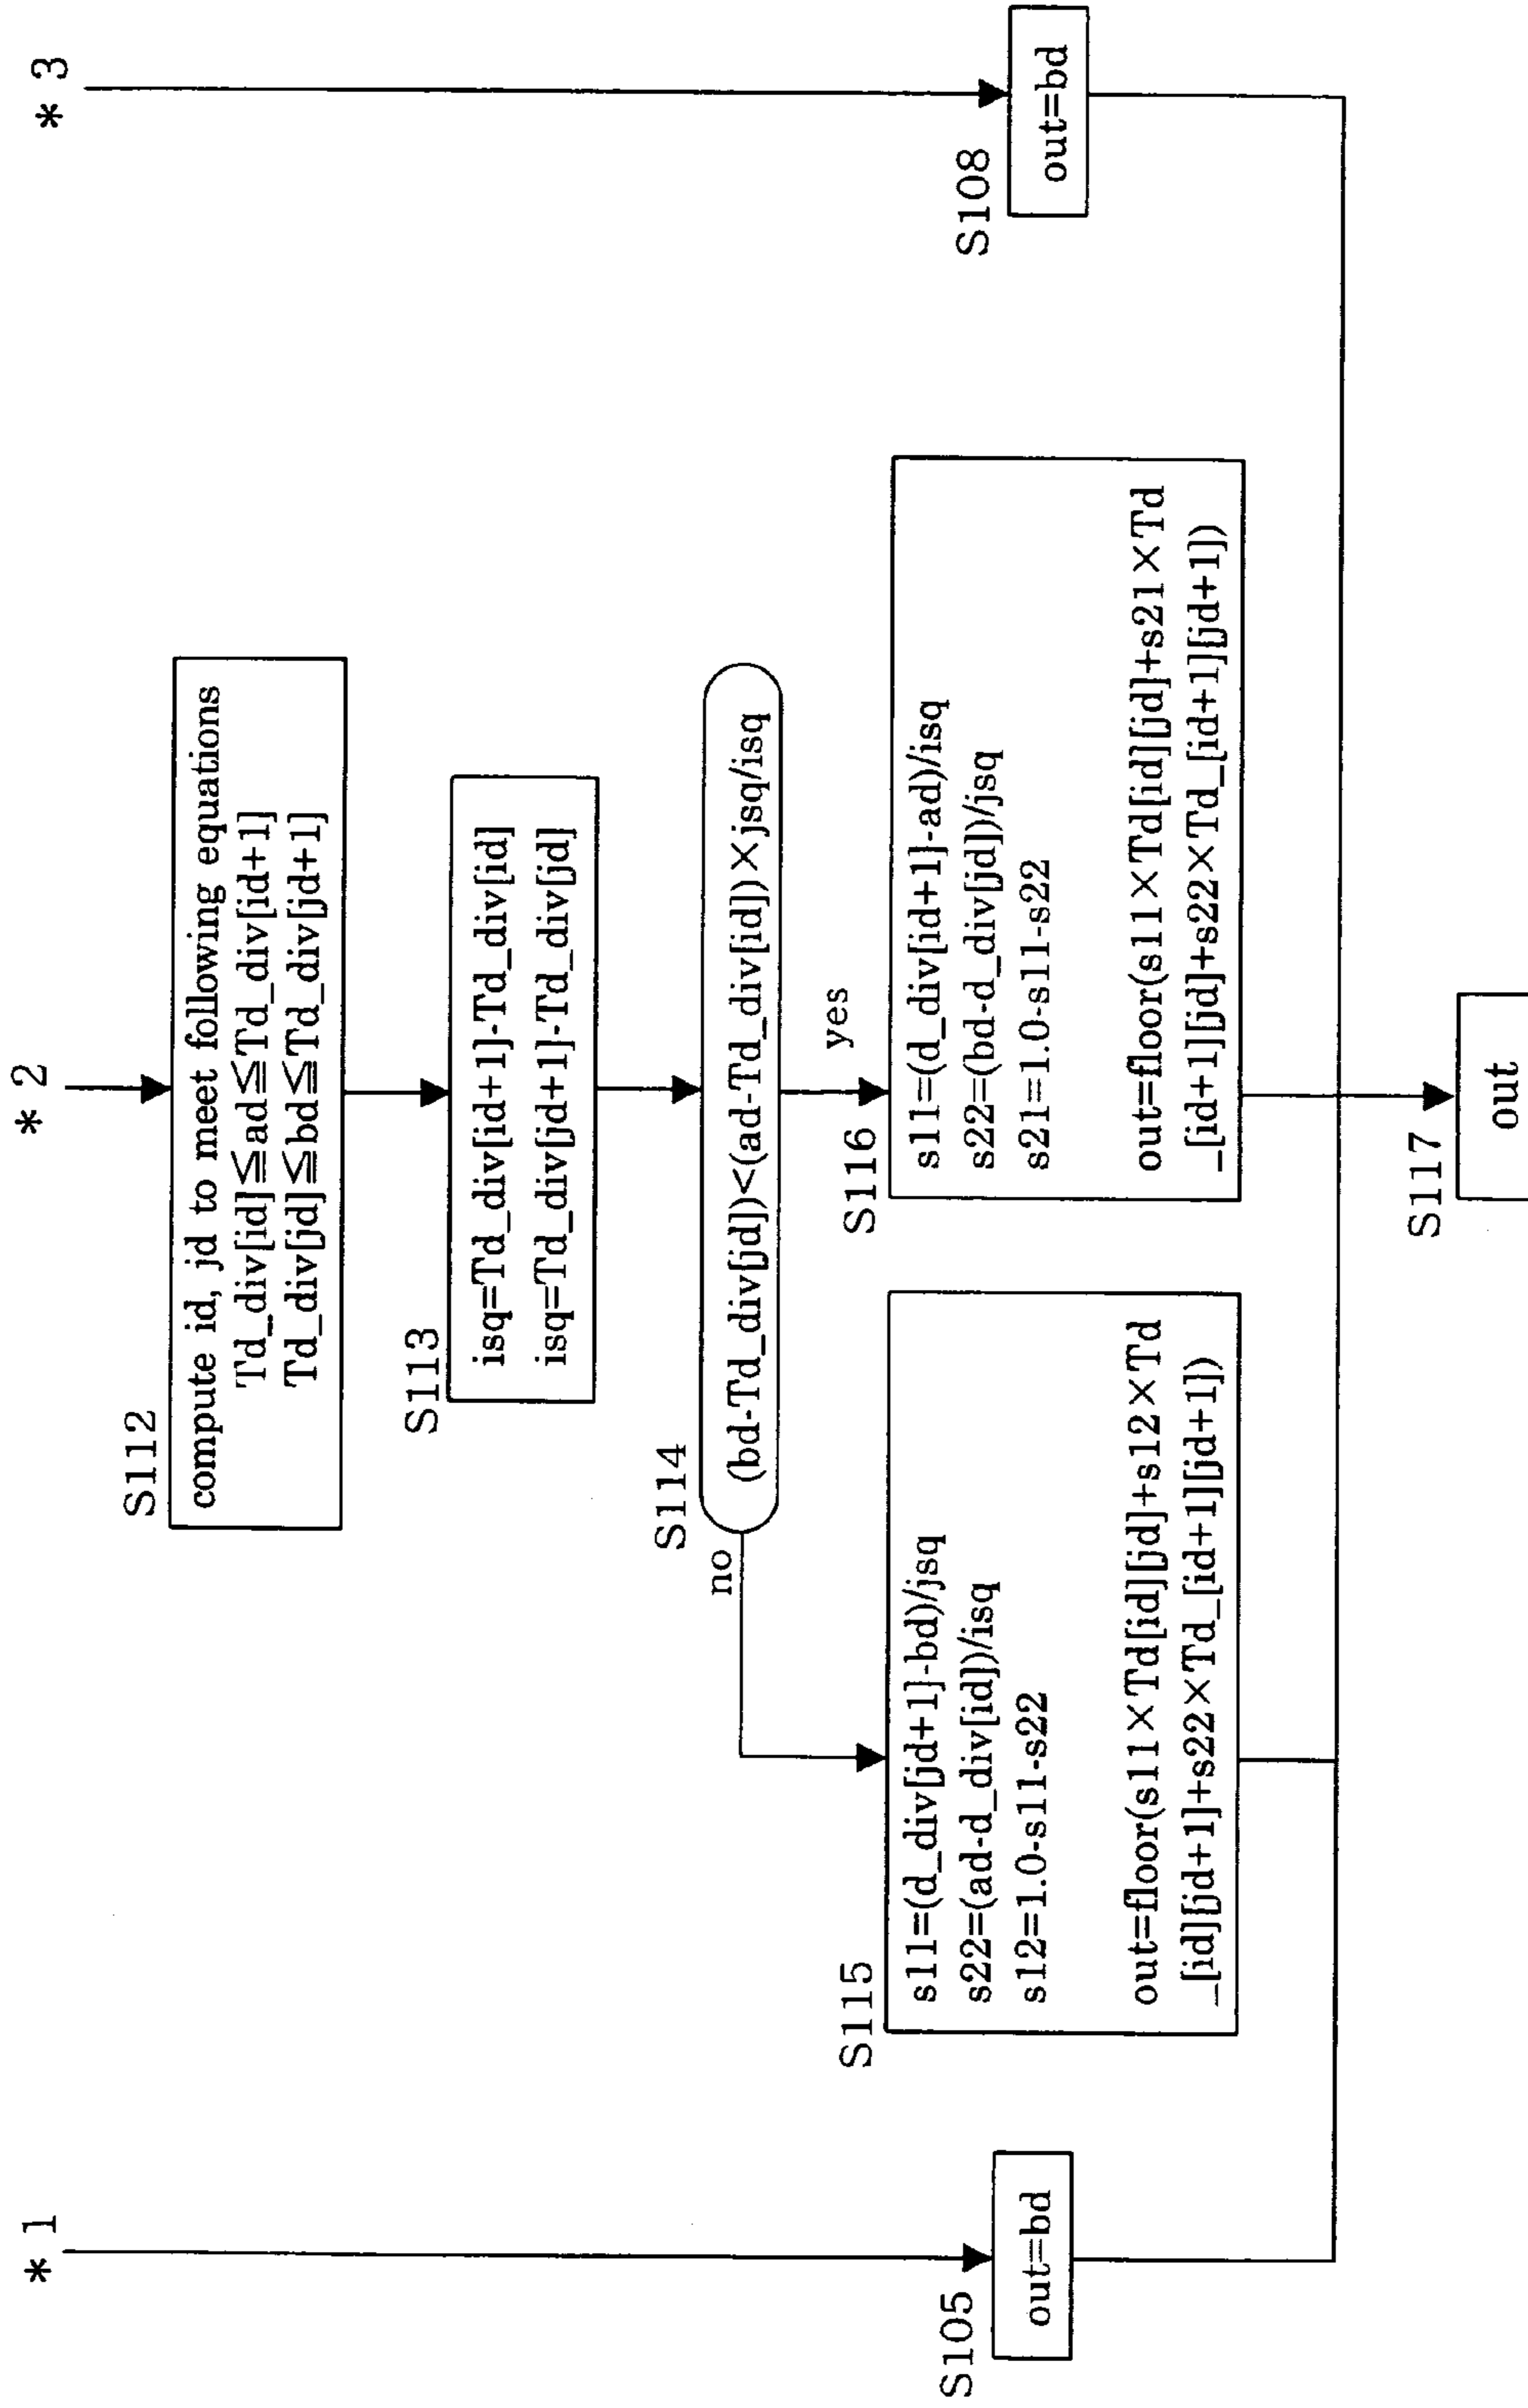 * 1
* 2
* 3
S112
compute id, jd to meet following equations
Td_div[id]≦ad≦Td_div[id+1]
Td_div[jd]≦bd≦Td_div[jd+1]
S113
isq=Td_div[id+1]-Td_div[id]
isq=Td_div[jd+1]-Td_div[jd]
S114
(bd-Td_div[jd])<(ad-Td_div[id])×jsq/isq
no
yes
S105
out=bd
S115
s11=(d_div[jd+1]-bd)/jsq
s22=(ad-d_div[id])/isq
s12=1.0-s11-s22
out=floor(s11×Td[id][jd]+s12×Td
_[id][jd+1]+s22×Td_[id+1][jd+1])
S116
s11=(d_div[id+1]-ad)/isq
s22=(bd-d_div[jd])/jsq
s21=1.0-s11-s22
out=floor(s11×Td[id][jd]+s21×Td
_[id+1][jd]+s22×Td_[id+1][jd+1])
S108
out=bd
S117
out